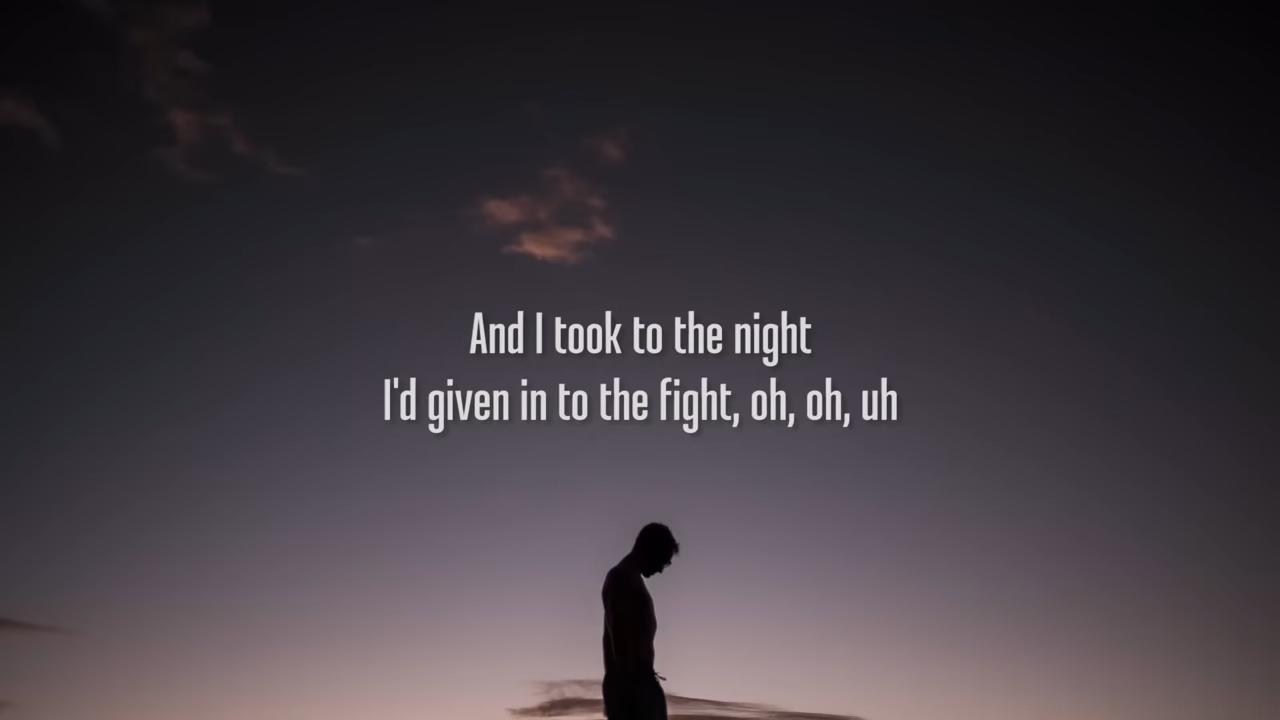 And I took to the night
I'd given in to the fight, oh, oh, uh